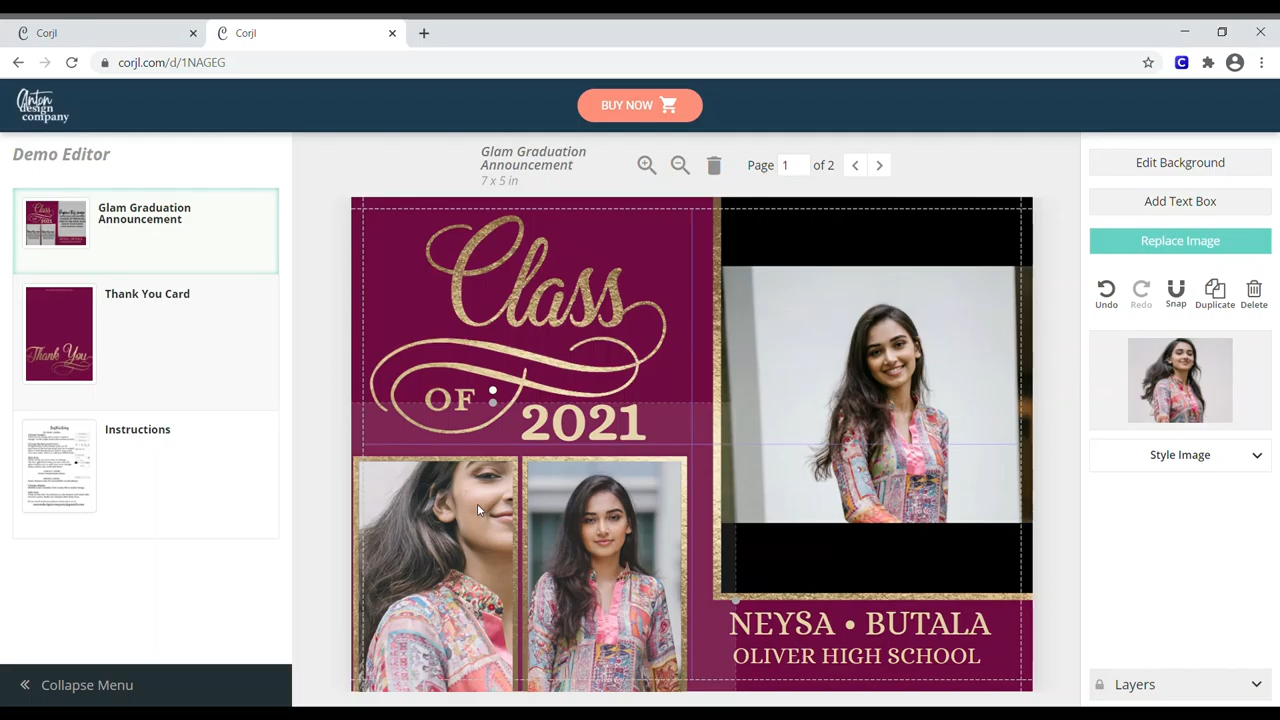 Corjl
Corjl
corjl.com/d/1NAGEG
Anton
design
company
BUY NOW
Demo Editor
Glam Graduation
Announcement
7 x 5 in
Page 1 of 2
Edit Background
Add Text Box
Replace Image
Undo
Redo
Snap
Duplicate
Delete
Style Image
Layers
Glam Graduation
Announcement
Thank You Card
Thank You
Instructions
Collapse Menu
Class
OF
2021
NEYSA • BUTALA
OLIVER HIGH SCHOOL